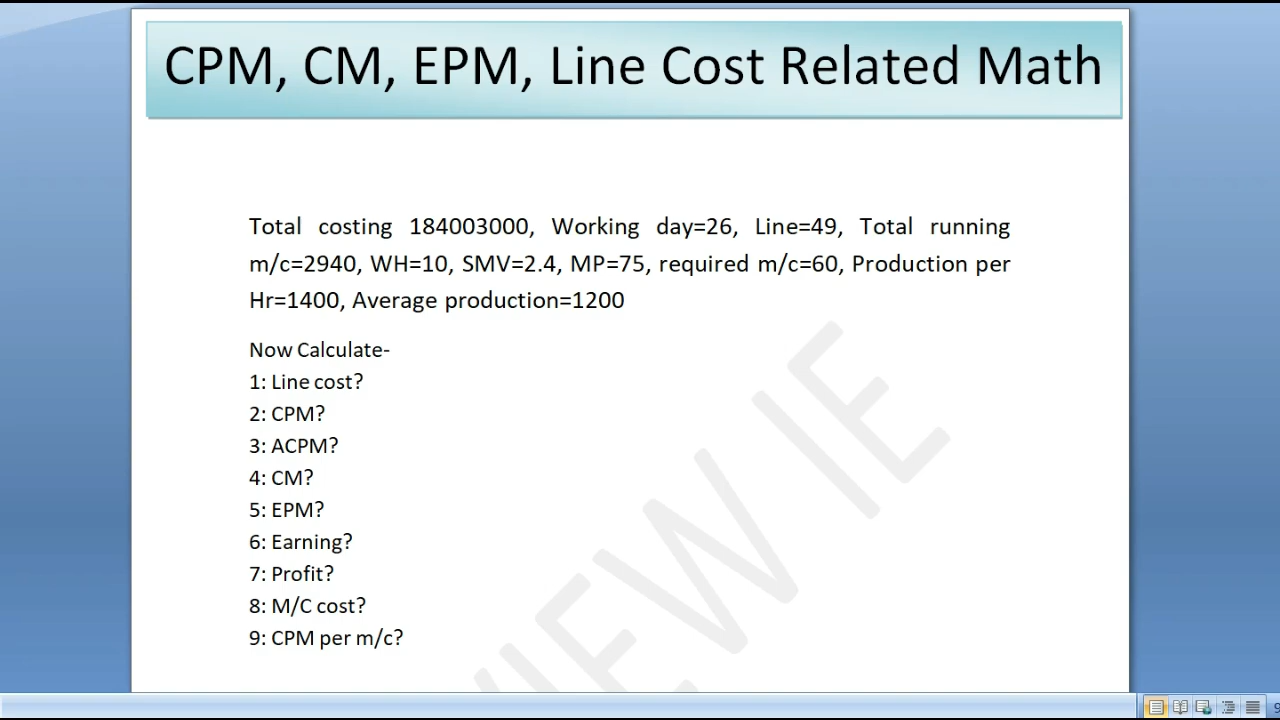 CPM, CM, EPM, Line Cost Related Math
Total costing 184003000, Working day=26, Line=49, Total running
m/c=2940, WH=10, SMV=2.4, MP=75, required m/c=60, Production per
Hr=1400, Average production=1200
Now Calculate-
1: Line cost?
2: CPM?
3: ACPM?
4: CM?
5: EPM?
6: Earning?
7: Profit?
8: M/C cost?
9: CPM per m/c?
VIEW IE